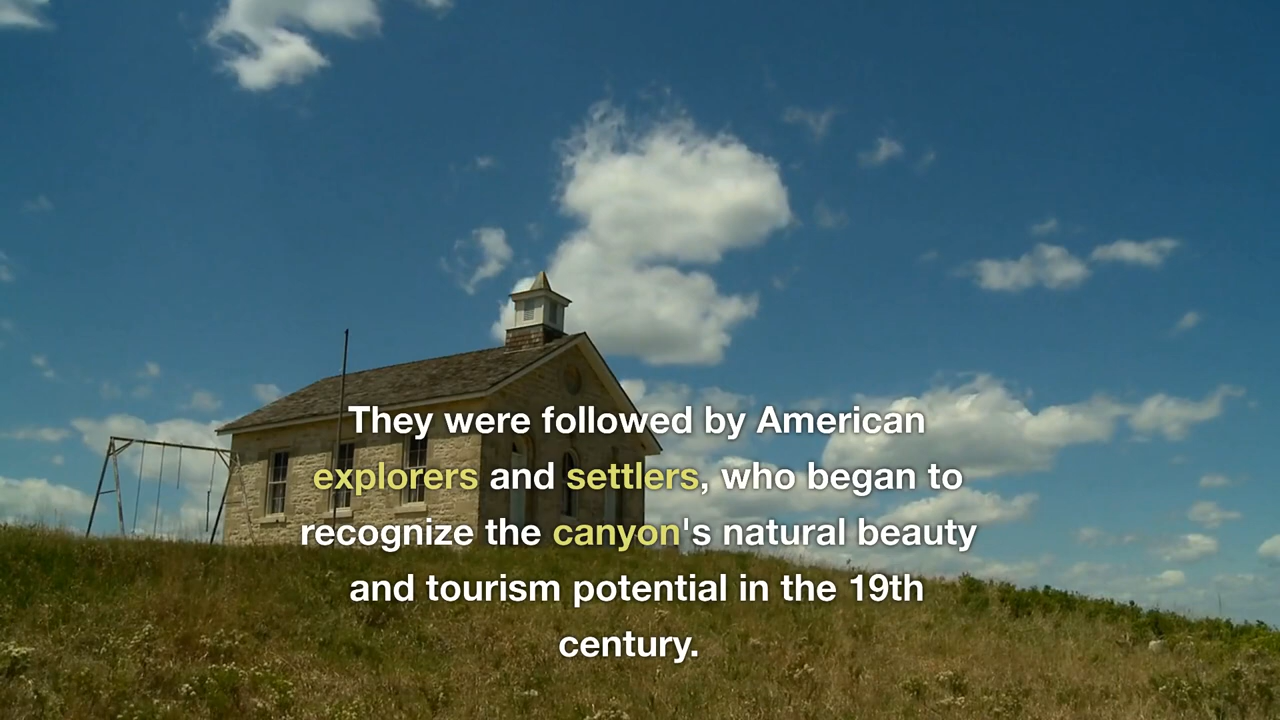 They were followed by American
explorers and settlers, who began to
recognize the canyon's natural beauty
and tourism potential in the 19th
century.